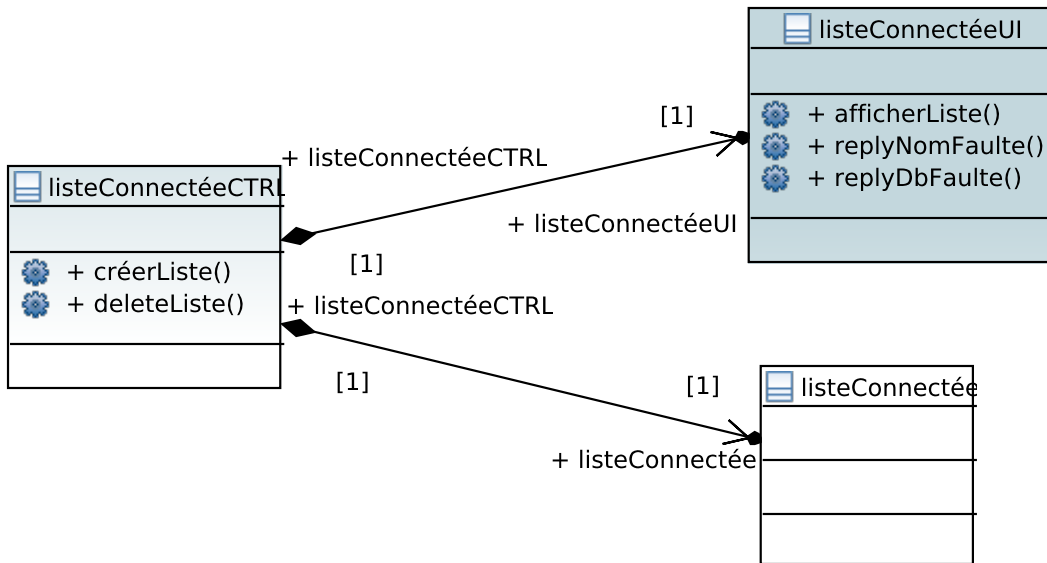 listeConnectéeUI
+ afficherListe()
+ replyNomFaulte()
+ replyDbFaulte()
[1]
+ listeConnectéeCTRL
+ listeConnectéeUI
[1]
listeConnectéeCTRL
+ créerListe()
+ deleteListe()
+ listeConnectéeCTRL
[1]
[1]
+ listeConnectée
listeConnectée